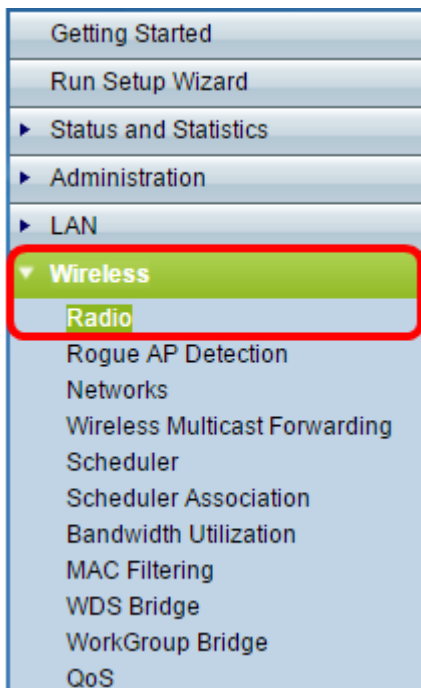 Getting Started
Run Setup Wizard
Status and Statistics
Administration
LAN
Wireless
Radio
Rogue AP Detection
Networks
Wireless Multicast Forwarding
Scheduler
Scheduler Association
Bandwidth Utilization
MAC Filtering
WDS Bridge
WorkGroup Bridge
QoS